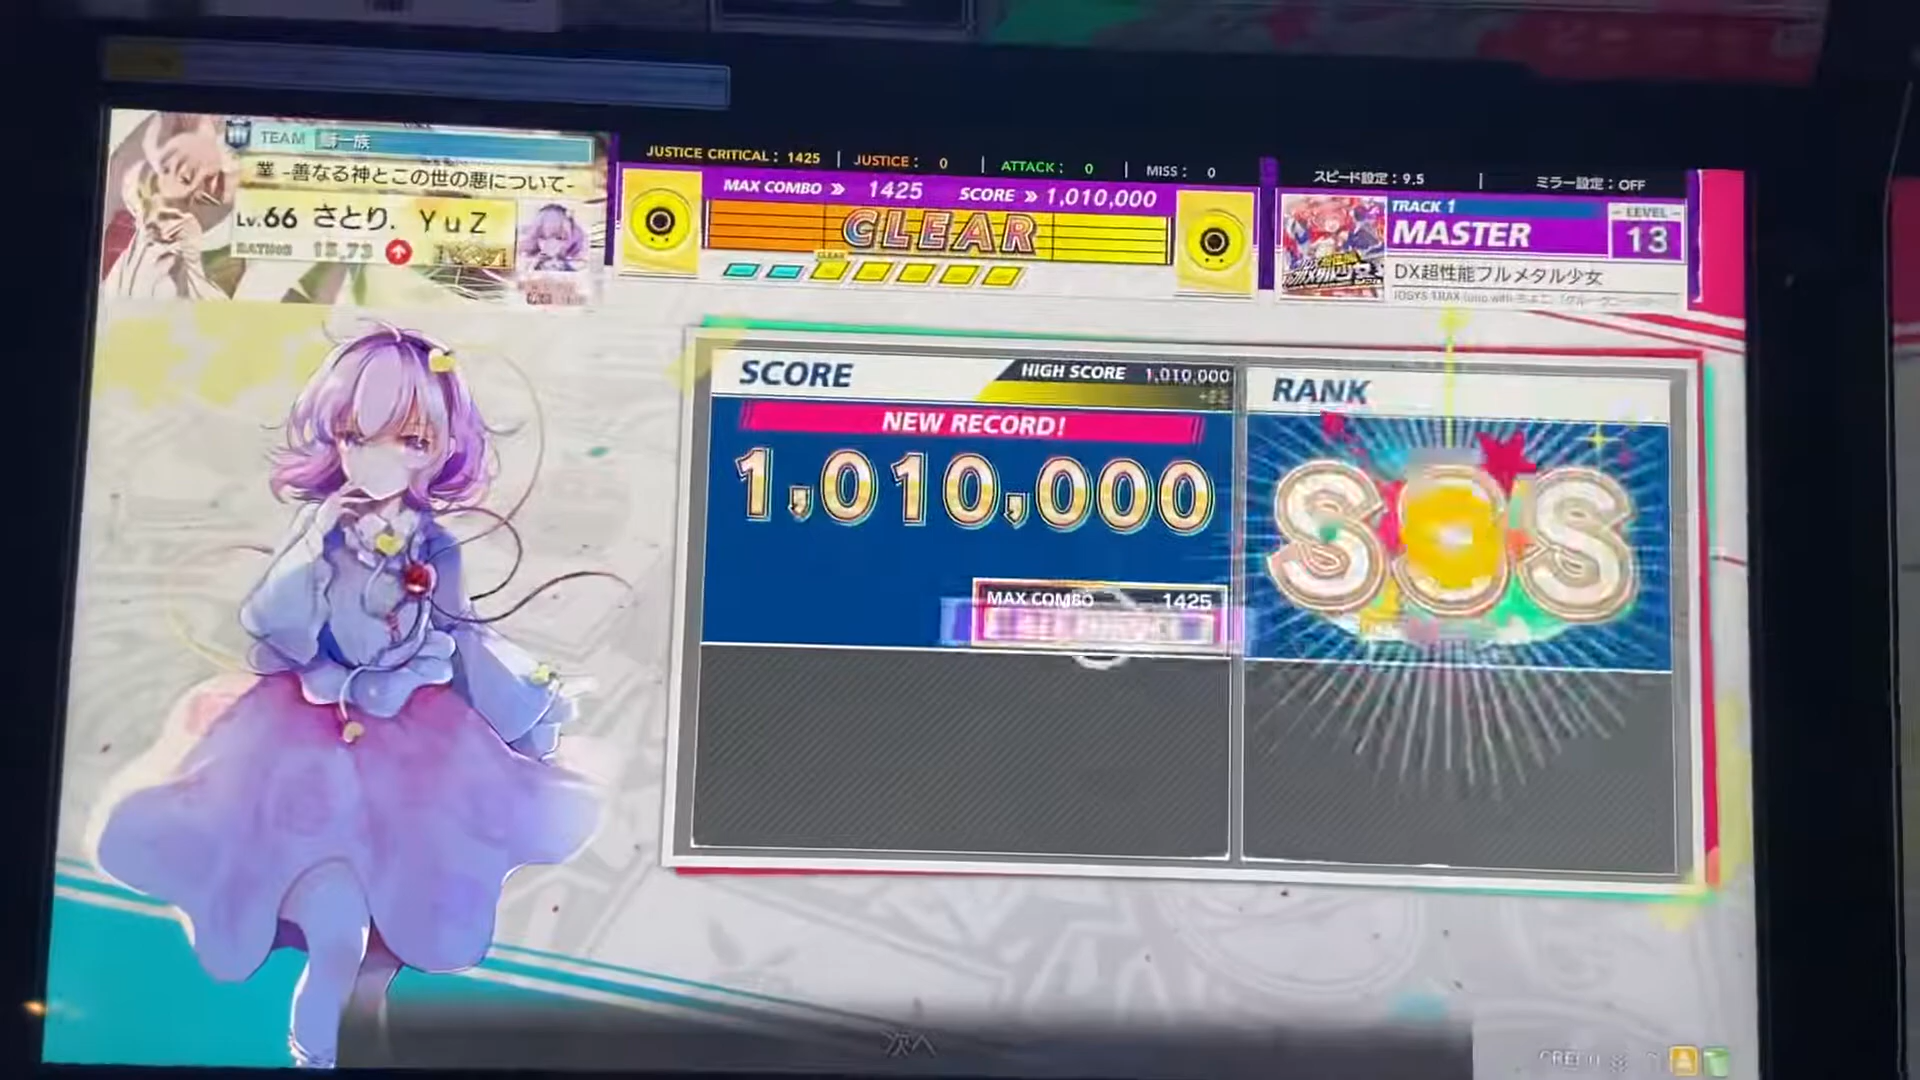 TEAM 
業 -善なる神とこの世の悪について-
Lv.66 さとり. YuZ
RATING
JUSTICE CRITICAL : 1425 | JUSTICE : 0 | ATTACK : 0 | MISS : 0
MAX COMBO 1425 SCORE 1,010,000
CLEAR
CLEAR
スピード設定 : 9.5 | ミラー設定 : OFF
TRACK 1
MASTER
LEVEL
13
DX超性能フルメタル少女
SCORE
HIGH SCORE 1,010,000
NEW RECORD!
1,010,000
MAX COMBO 1425
RANK
次へ